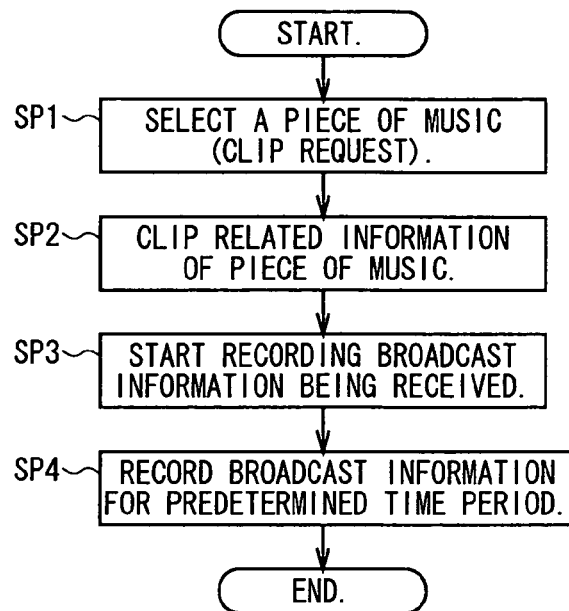 START.
SP1
SELECT A PIECE OF MUSIC
(CLIP REQUEST).
SP2
CLIP RELATED INFORMATION
OF PIECE OF MUSIC.
SP3
START RECORDING BROADCAST
INFORMATION BEING RECEIVED.
SP4
RECORD BROADCAST INFORMATION
FOR PREDETERMINED TIME PERIOD.
END.